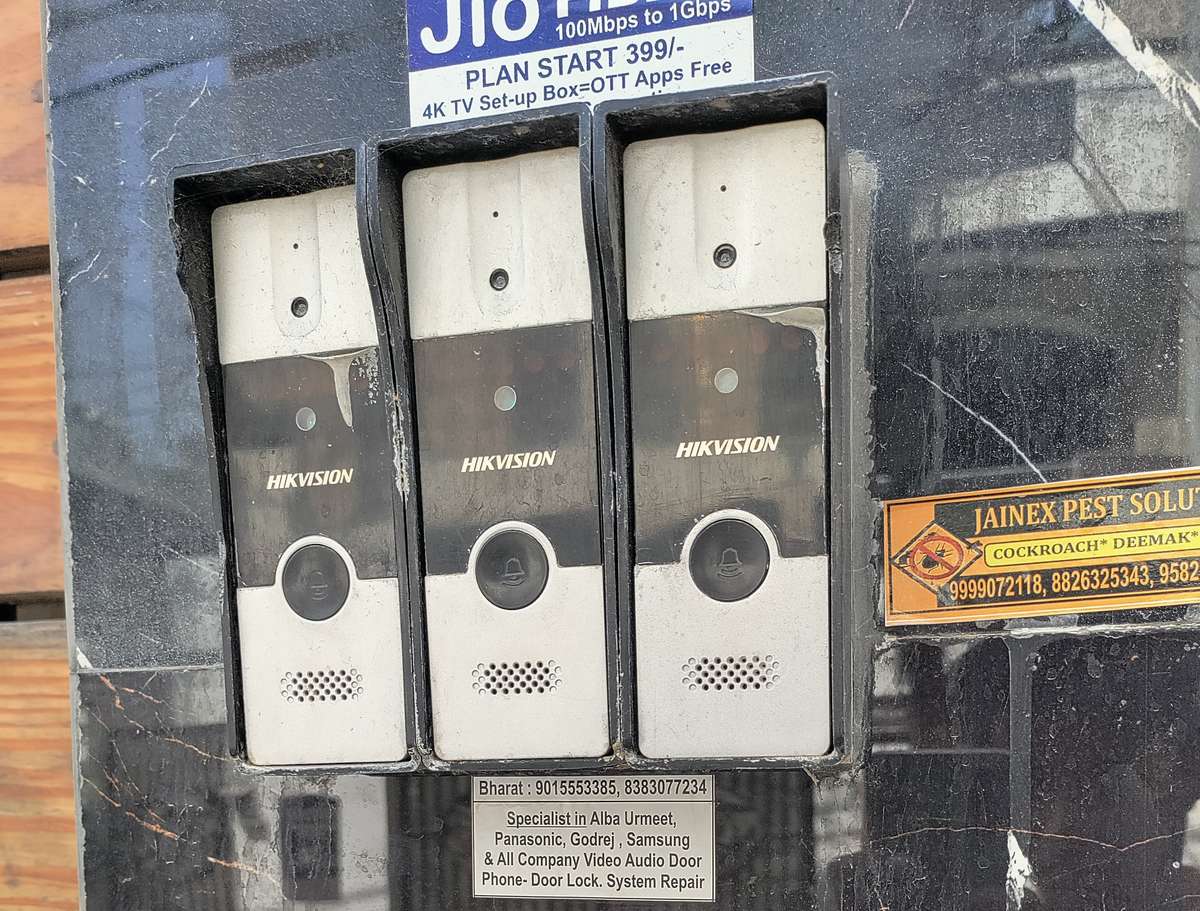 JIO
100Mbps to 1Gbps
PLAN START 399/-
4K TV Set-up Box=OTT Apps Free
HIKVISION
HIKVISION
HIKVISION
JAINEX PEST
COCKROACH* DEEMAK*
9999072118, 8826325343,
Bharat : 9015553385, 8383077234
Specialist in Alba Urmeet,
Panasonic, Godrej , Samsung
& All Company Video Audio Door
Phone- Door Lock. System Repair